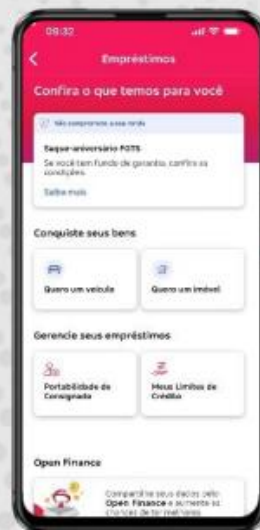 09:32
Empréstimos
Confira o que temos para você
Não compromete a sua renda
Saque-aniversário FGTS
Se você tem fundo de garantia, confira as
condições.
Saiba mais
Conquiste seus bens
Quero um veículo
Quero um imóvel
Gerencie seus empréstimos
Portabilidade de
Consignado
Meus Limites de
Crédito
Open Finance
Compartilhe seus dados pelo
Open Finance e aumente as
chances de ter melhores